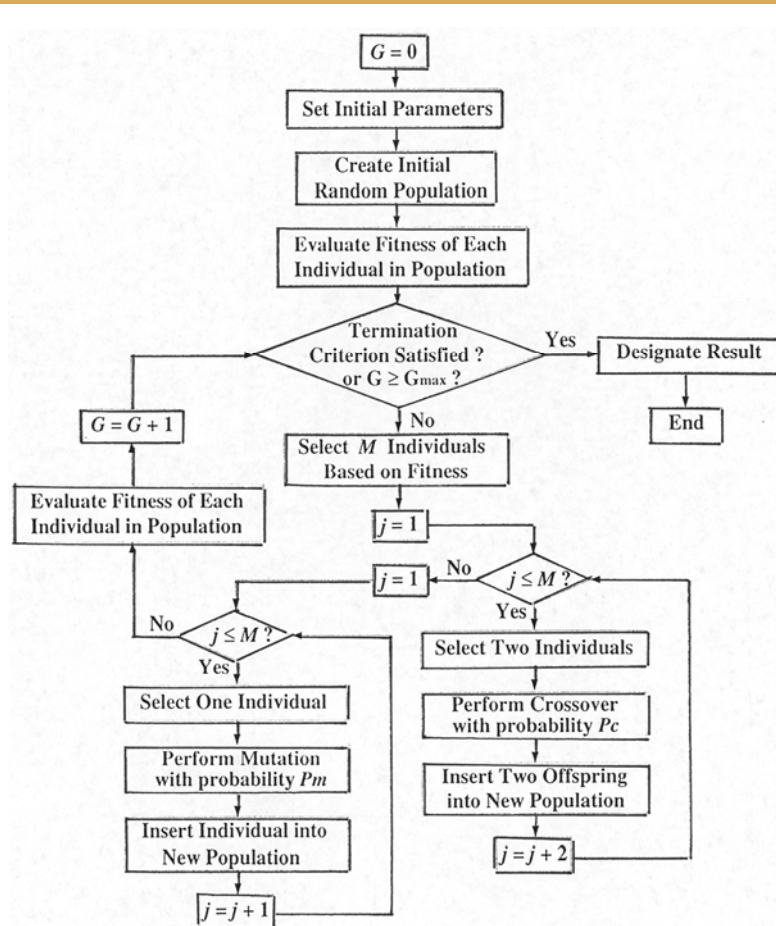 G = 0
Set Initial Parameters
Create Initial
Random Population
Evaluate Fitness of Each
Individual in Population
Termination
Criterion Satisfied ?
or G ≥ Gmax ?
Yes
Designate Result
End
No
Select M Individuals
Based on Fitness
j = 1
j ≤ M ?
Yes
Select Two Individuals
Perform Crossover
with probability Pc
Insert Two Offspring
into New Population
j = j + 2
No
j = 1
j ≤ M ?
Yes
Select One Individual
Perform Mutation
with probability Pm
Insert Individual into
New Population
j = j + 1
No
Evaluate Fitness of Each
Individual in Population
G = G + 1